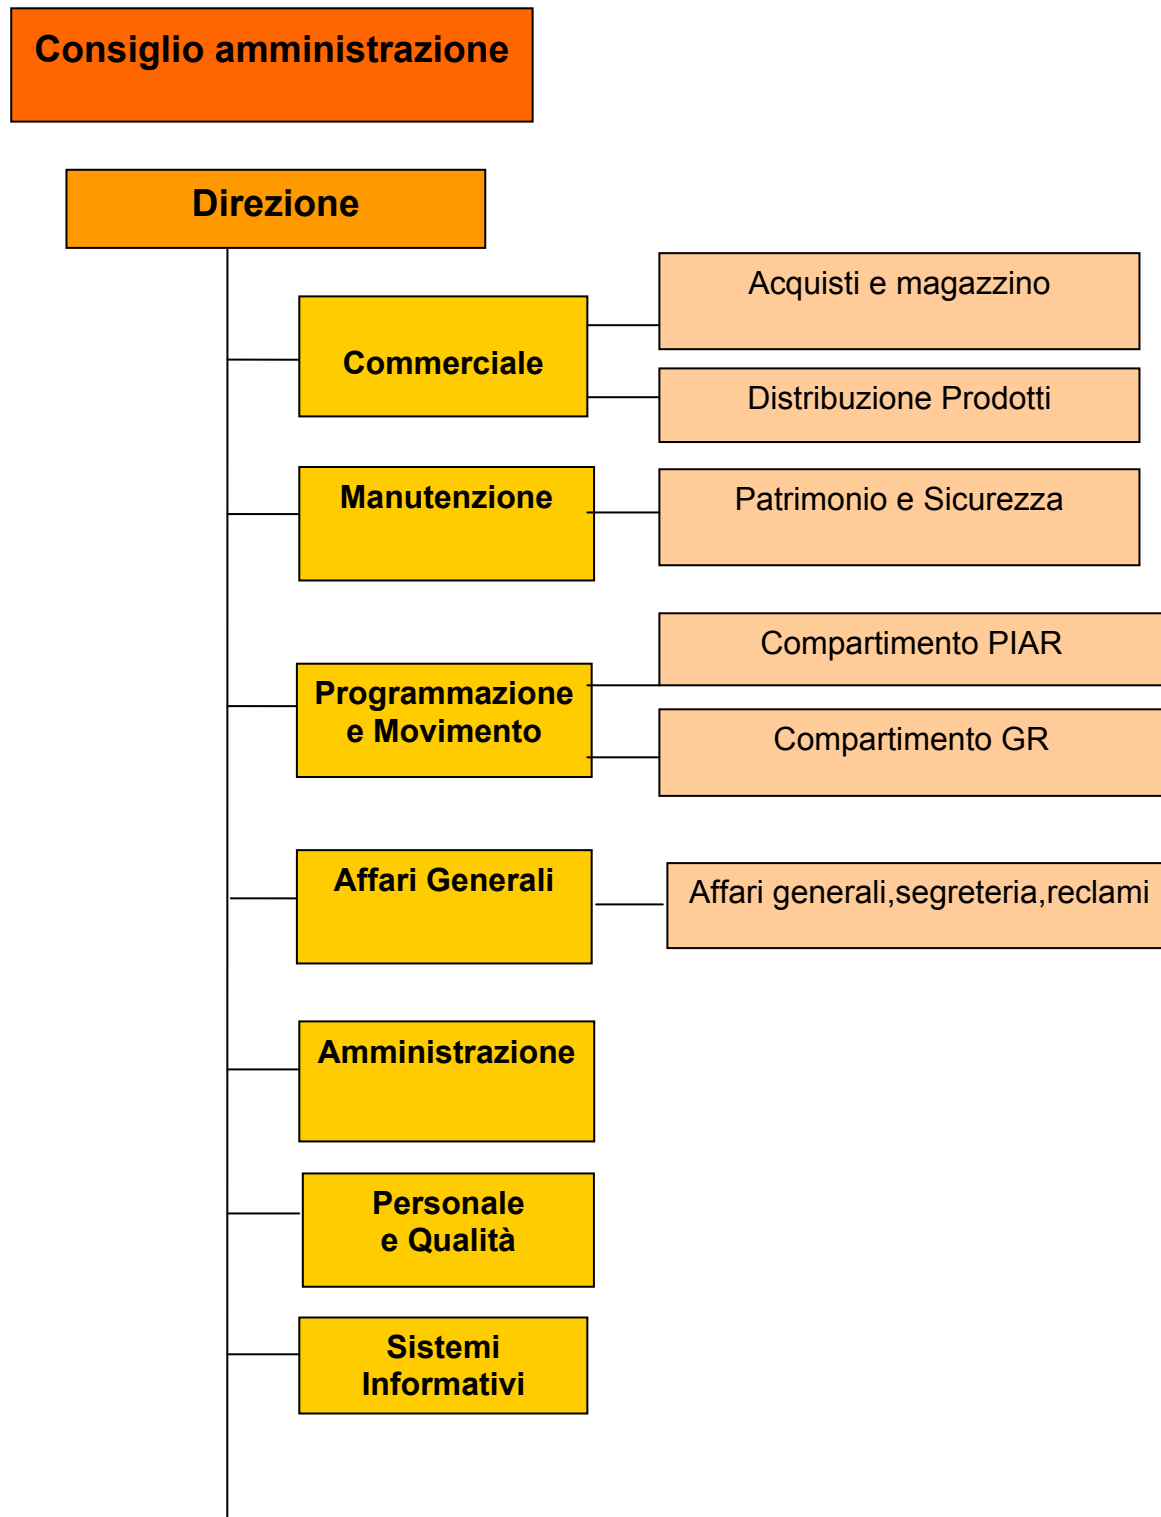 Consiglio amministrazione
Direzione
Commerciale
Acquisti e magazzino
Distribuzione Prodotti
Manutenzione
Patrimonio e Sicurezza
Programmazione
e Movimento
Compartimento PIAR
Compartimento GR
Affari Generali
Affari generali,segreteria,reclami
Amministrazione
Personale
e Qualità
Sistemi
Informativi